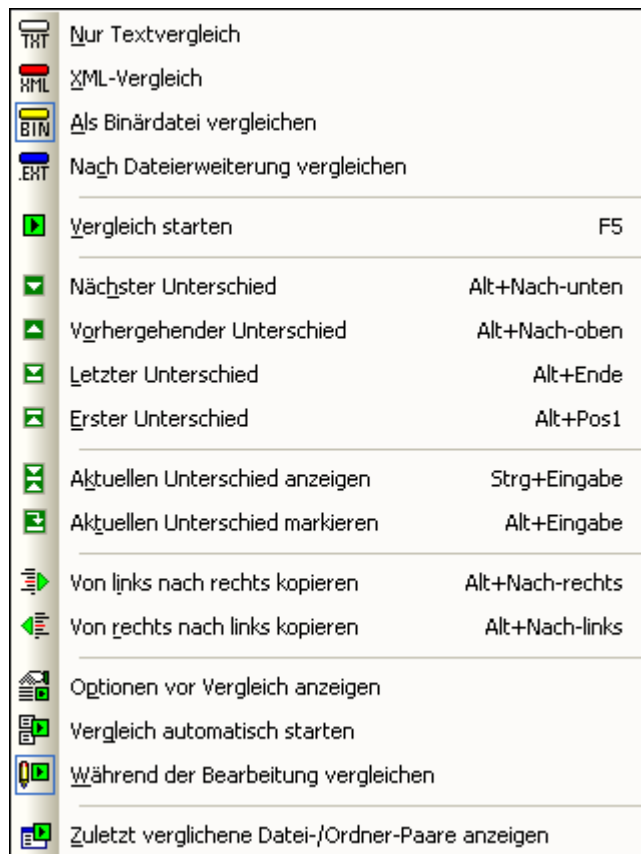 TXT Nur Textvergleich
XML XML-Vergleich
BIN Als Binärdatei vergleichen
.EXT Nach Dateierweiterung vergleichen
Vergleich starten F5
Nächster Unterschied Alt+Nach-unten
Vorhergehender Unterschied Alt+Nach-oben
Letzter Unterschied Alt+Ende
Erster Unterschied Alt+Pos1
Aktuellen Unterschied anzeigen Strg+Eingabe
Aktuellen Unterschied markieren Alt+Eingabe
Von links nach rechts kopieren Alt+Nach-rechts
Von rechts nach links kopieren Alt+Nach-links
Optionen vor Vergleich anzeigen
Vergleich automatisch starten
Während der Bearbeitung vergleichen
Zuletzt verglichene Datei-/Ordner-Paare anzeigen